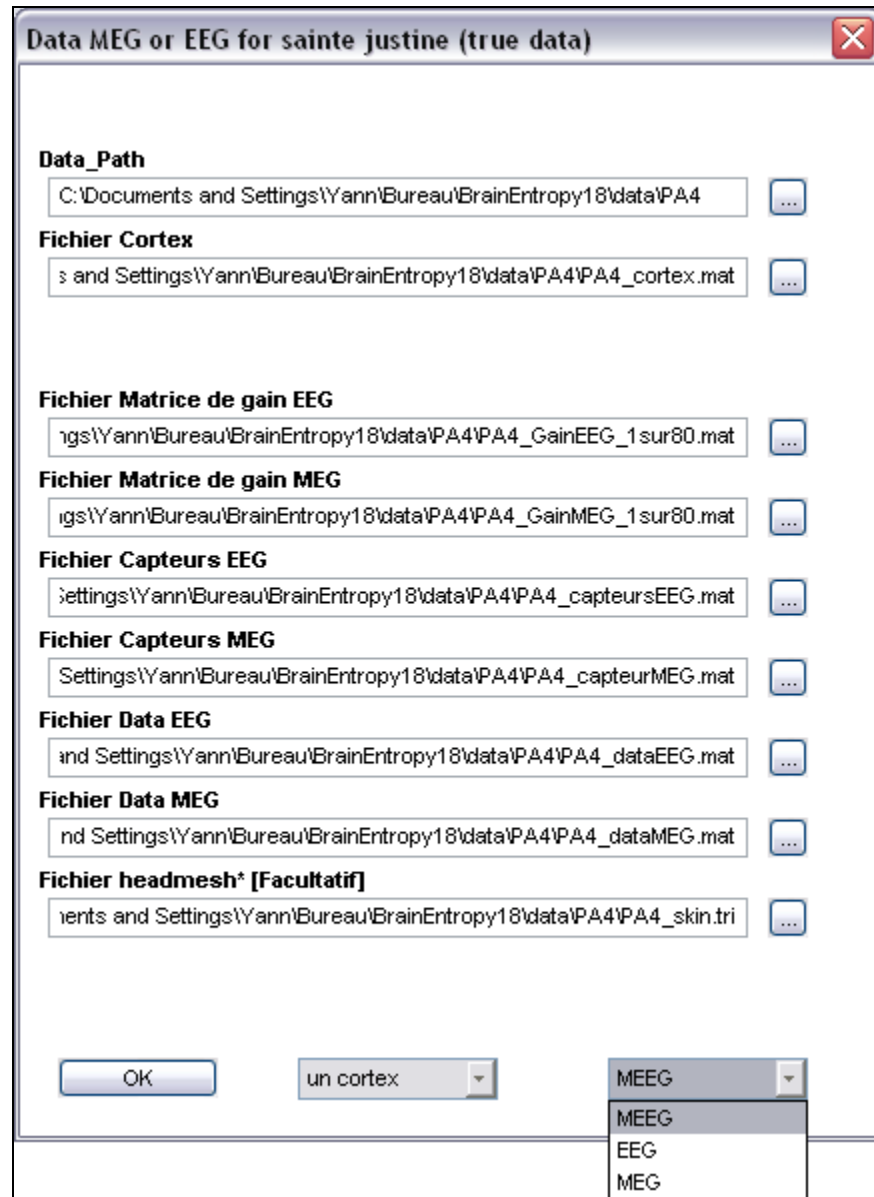 Data MEG or EEG for sainte justine (true data)
Data_Path
C:\Documents and Settings\Yann\Bureau\BrainEntropy18\data\PA4
...
Fichier Cortex
s and Settings\Yann\Bureau\BrainEntropy18\data\PA4\PA4_cortex.mat
...
Fichier Matrice de gain EEG
ngs\Yann\Bureau\BrainEntropy18\data\PA4\PA4_GainEEG_1sur80.mat
...
Fichier Matrice de gain MEG
ngs\Yann\Bureau\BrainEntropy18\data\PA4\PA4_GainMEG_1sur80.mat
...
Fichier Capteurs EEG
Settings\Yann\Bureau\BrainEntropy18\data\PA4\PA4_capteursEEG.mat
...
Fichier Capteurs MEG
Settings\Yann\Bureau\BrainEntropy18\data\PA4\PA4_capteurMEG.mat
...
Fichier Data EEG
and Settings\Yann\Bureau\BrainEntropy18\data\PA4\PA4_dataEEG.mat
...
Fichier Data MEG
nd Settings\Yann\Bureau\BrainEntropy18\data\PA4\PA4_dataMEG.mat
...
Fichier headmesh* [Facultatif]
nents and Settings\Yann\Bureau\BrainEntropy18\data\PA4\PA4_skin.tri
...
OK
un cortex
MEEG
MEEG
EEG
MEG